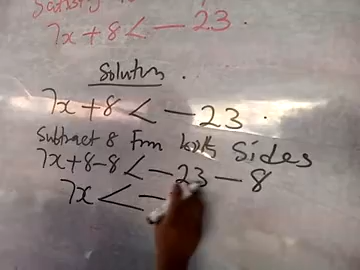 7x + 8 < - 23.
Solution.
7x + 8 < - 23.
Subtract 8 From both Sides
7x + 8 - 8 < - 23 - 8
7x < -